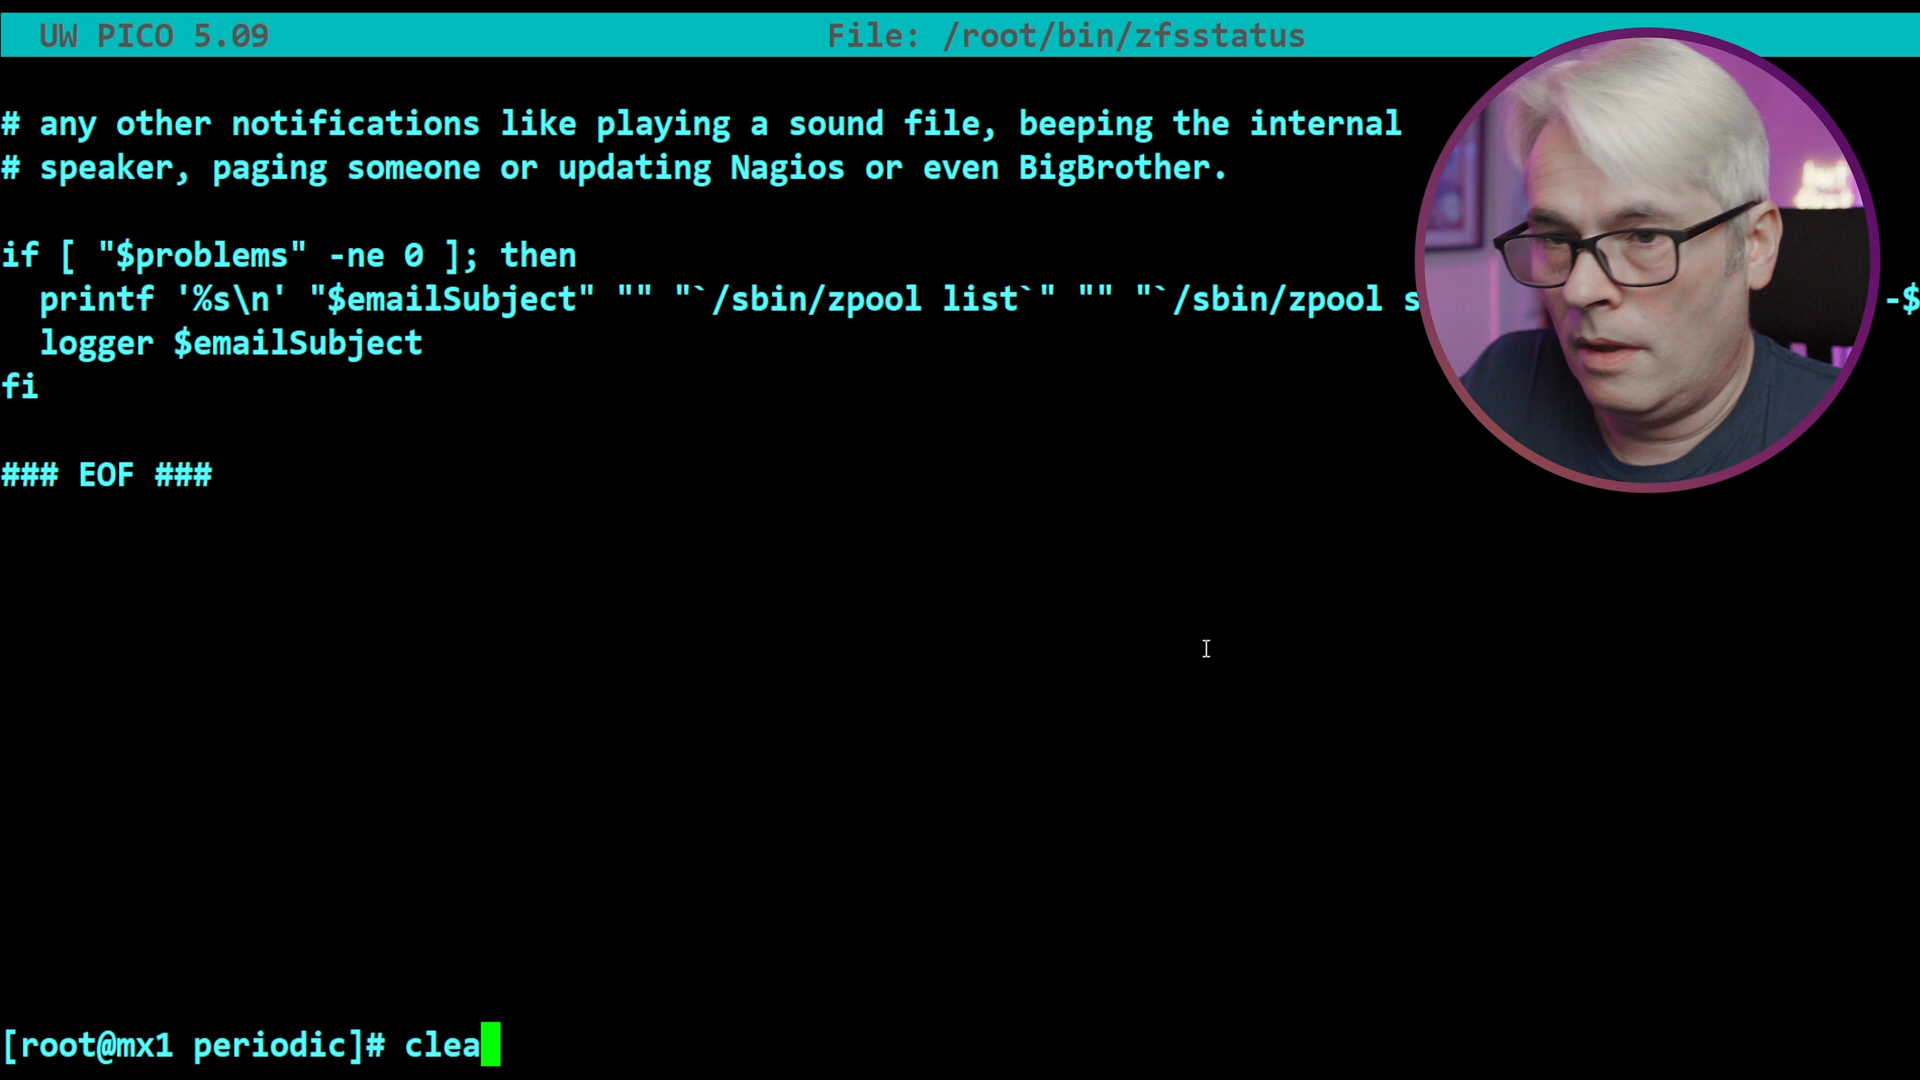 UW PICO 5.09 File: /root/bin/zfsstatus
# any other notifications like playing a sound file, beeping the internal
# speaker, paging someone or updating Nagios or even BigBrother.
if [ "$problems" -ne 0 ]; then
printf '%s\n' "$emailSubject" "" "`/sbin/zpool list`" "" "`/sbin/zpool s -$
logger $emailSubject
fi
### EOF ###
[root@mx1 periodic]# clea